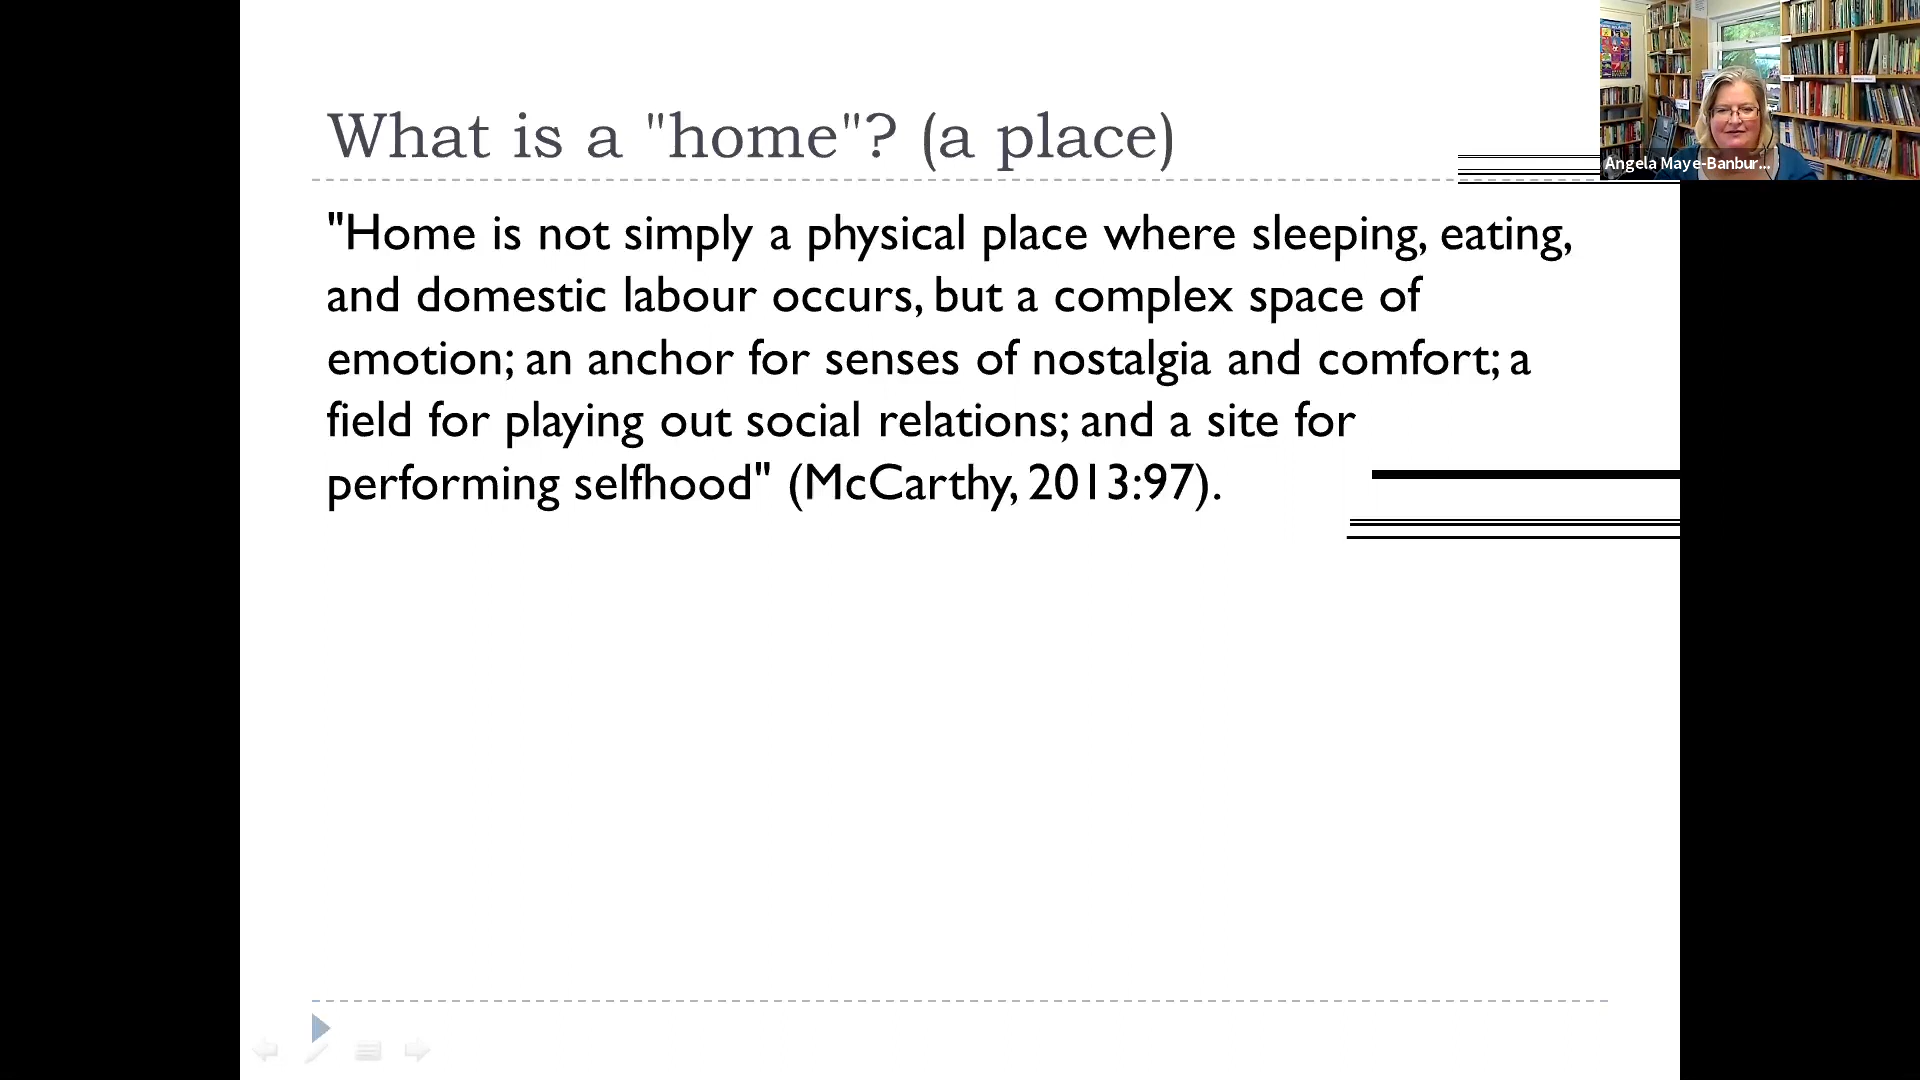 What is a "home"? (a place)
"Home is not simply a physical place where sleeping, eating,
and domestic labour occurs, but a complex space of
emotion; an anchor for senses of nostalgia and comfort; a
field for playing out social relations; and a site for
performing selfhood" (McCarthy, 2013:97).
Angela Maye-Banbur...